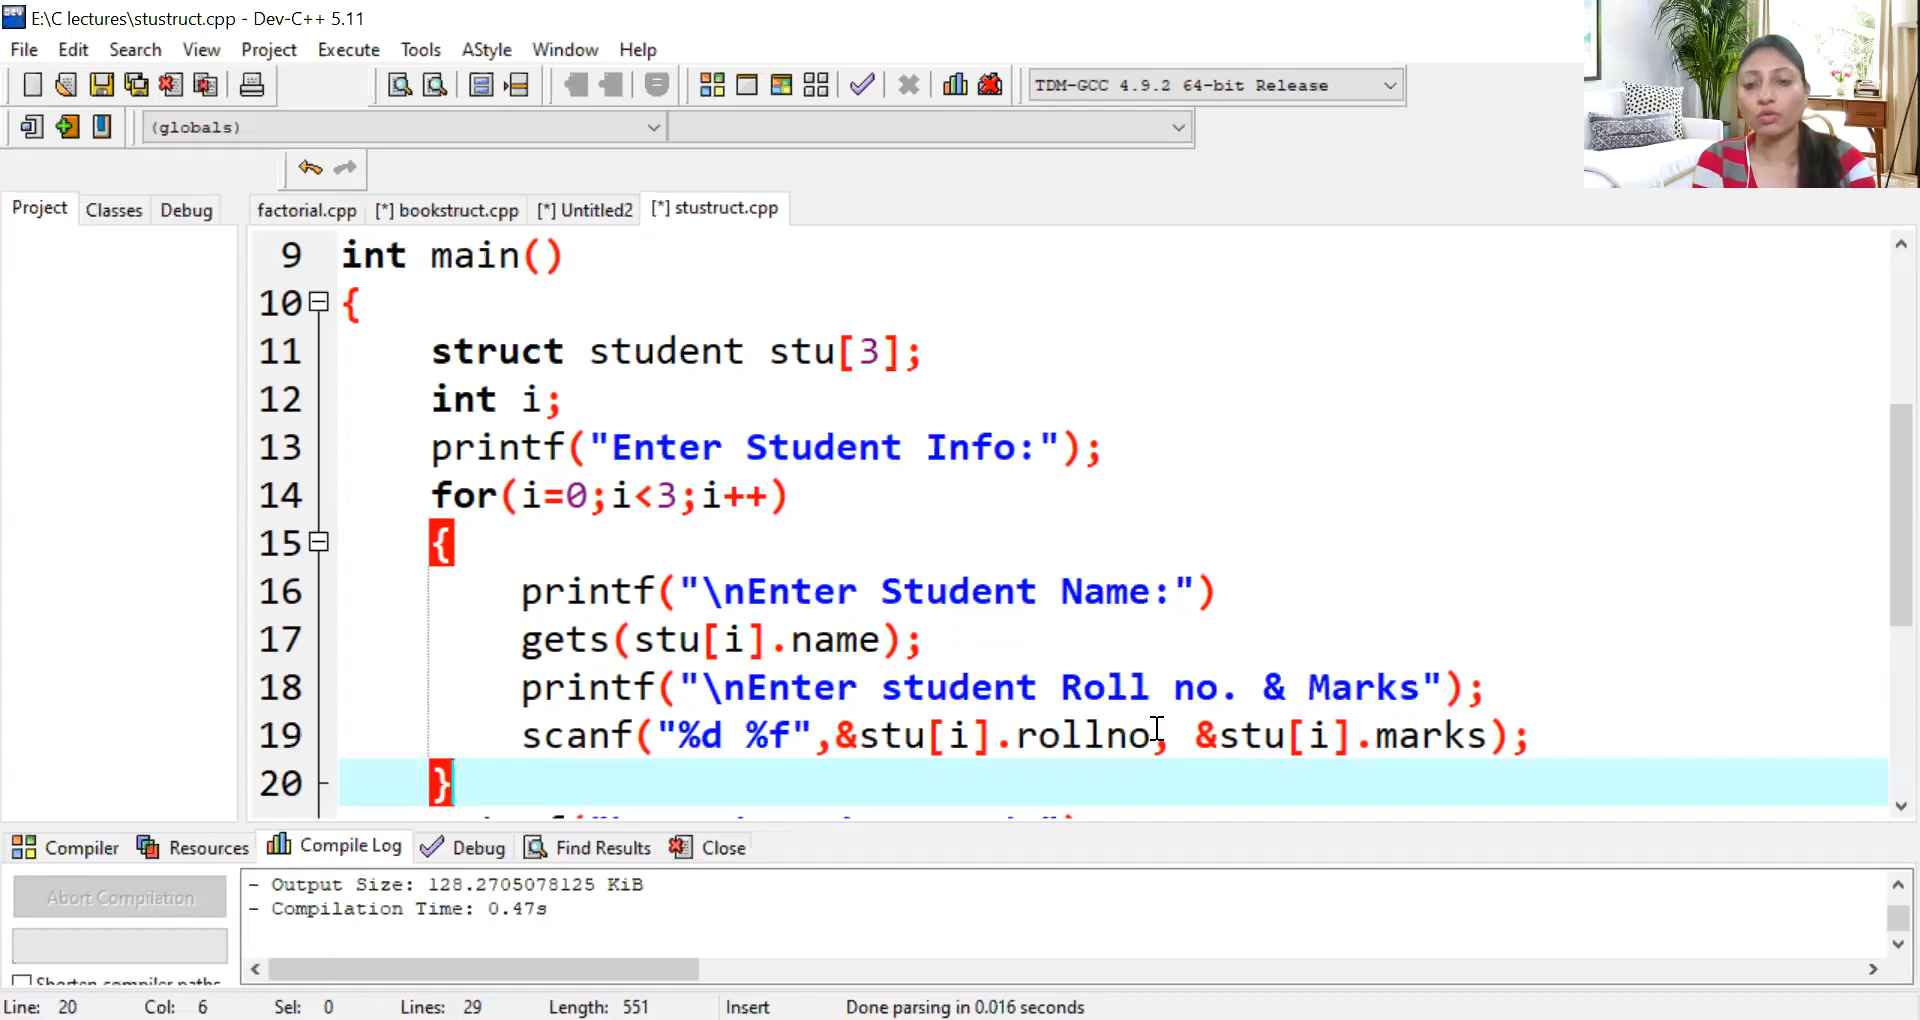 E:\C lectures\stustruct.cpp - Dev-C++ 5.11
File Edit Search View Project Execute Tools AStyle Window Help
TDM-GCC 4.9.2 64-bit Release
(globals)
Project Classes Debug factorial.cpp [*] bookstruct.cpp [*] Untitled2 [*] stustruct.cpp
9 int main()
10 {
11 struct student stu[3];
12 int i;
13 printf("Enter Student Info:");
14 for(i=0;i<3;i++)
15 {
16 printf("\nEnter Student Name:")
17 gets(stu[i].name);
18 printf("\nEnter student Roll no. & Marks");
19 scanf("%d %f",&stu[i].rollno, &stu[i].marks);
20 }
Compiler Resources Compile Log Debug Find Results Close
Abort Compilation
- Output Size: 128.2705078125 KiB
- Compilation Time: 0.47s
Shorten compiler paths
Line: 20 Col: 6 Sel: 0 Lines: 29 Length: 551 Insert Done parsing in 0.016 seconds